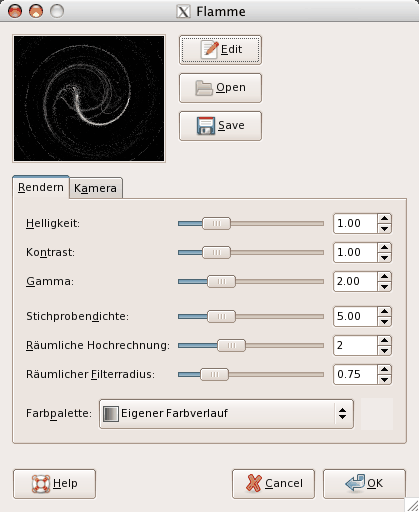 Flamme
Edit
Open
Save
Rendern Kamera
Helligkeit: 1.00
Kontrast: 1.00
Gamma: 2.00
Stichprobendichte: 5.00
Räumliche Hochrechnung: 2
Räumlicher Filterradius: 0.75
Farbpalette: Eigener Farbverlauf
Help Cancel OK